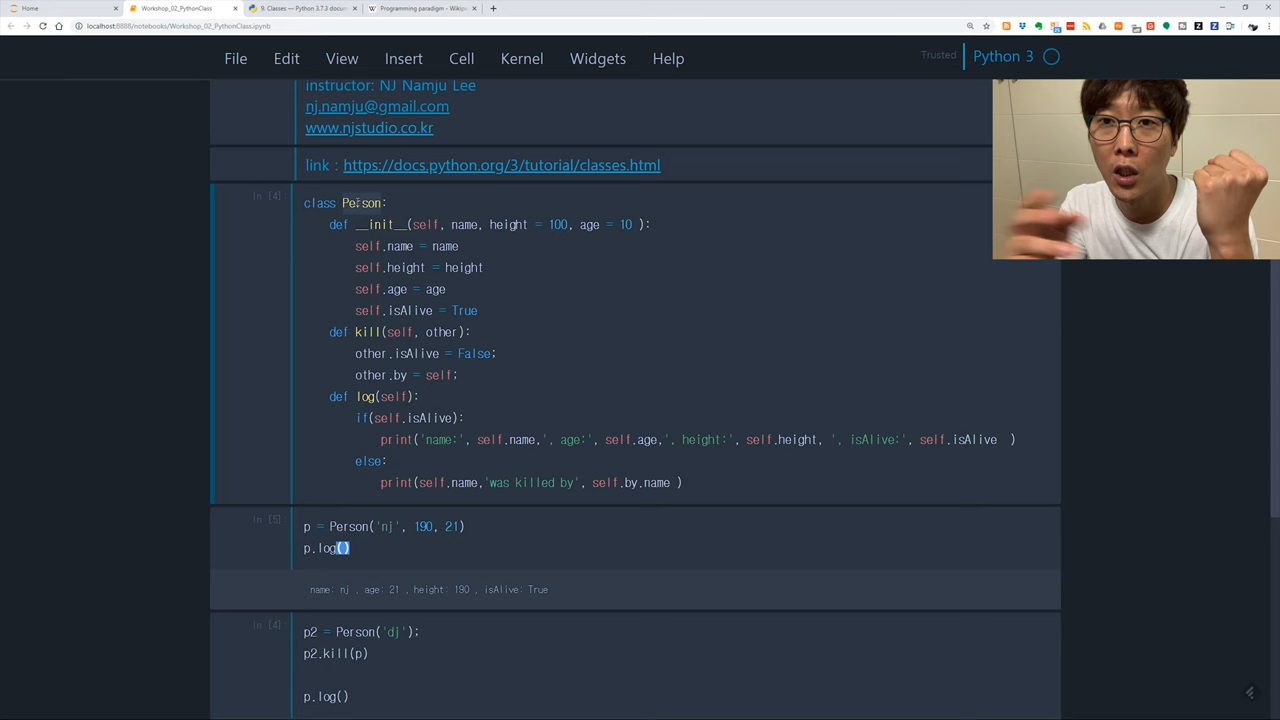 Home
Workshop_02_PythonClass
9. Classes — Python 3.7.3 docum
Programming paradigm - Wikipe
localhost:8888/notebooks/Workshop_02_PythonClass.ipynb
File Edit View Insert Cell Kernel Widgets Help Trusted Python 3
instructor: NJ Namju Lee
nj.namju@gmail.com
www.njstudio.co.kr
link : https://docs.python.org/3/tutorial/classes.html
In [4]
class Person:
def __init__(self, name, height = 100, age = 10 ):
self.name = name
self.height = height
self.age = age
self.isAlive = True
def kill(self, other):
other.isAlive = False;
other.by = self;
def log(self):
if(self.isAlive):
print('name:', self.name,', age:', self.age,', height:', self.height, ', isAlive:', self.isAlive )
else:
print(self.name,'was killed by', self.by.name )
In [5]
p = Person('nj', 190, 21)
p.log()
name: nj , age: 21 , height: 190 , isAlive: True
In [4]
p2 = Person('dj');
p2.kill(p)
p.log()